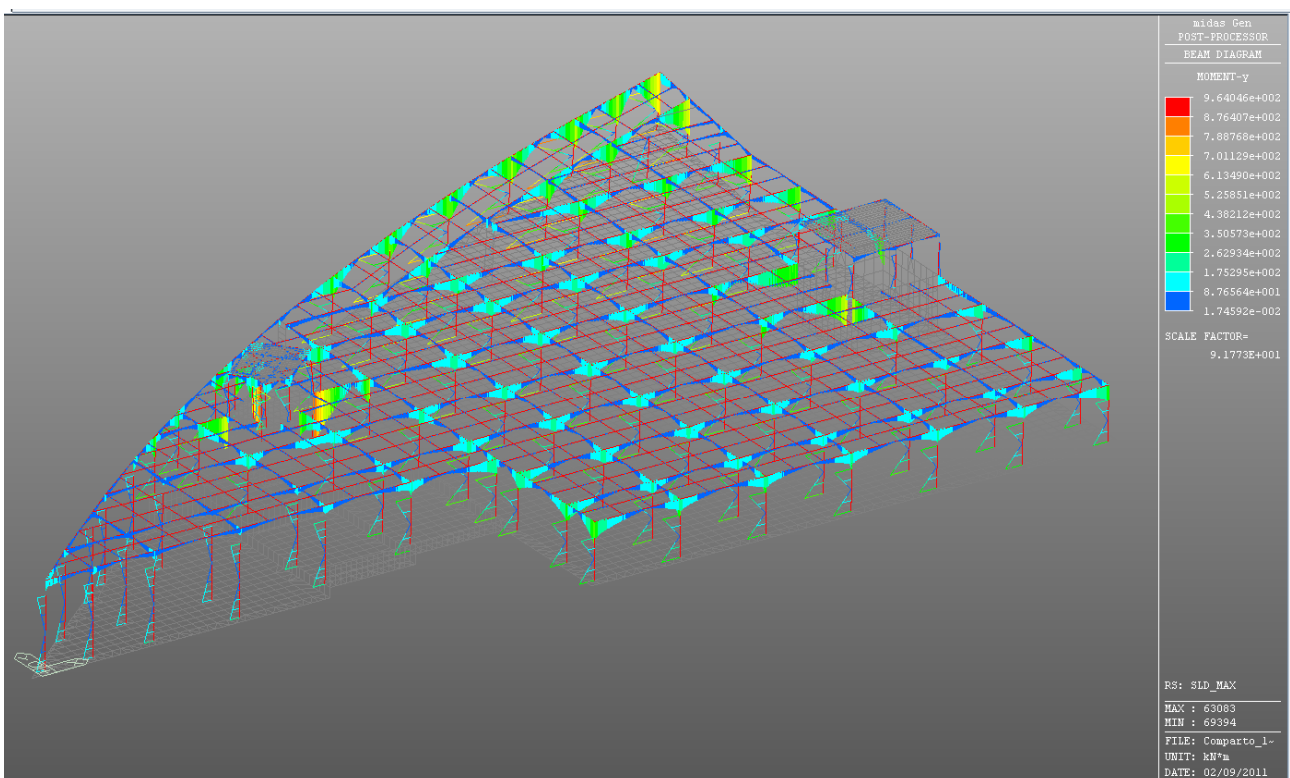 midas Gen
POST-PROCESSOR
BEAM DIAGRAM
MOMENT-y
9.64046e+002
8.76407e+002
7.88768e+002
7.01129e+002
6.13490e+002
5.25851e+002
4.38212e+002
3.50573e+002
2.62934e+002
1.75295e+002
8.76564e+001
1.74592e-002
SCALE FACTOR=
9.1773E+001
RS: SLD_MAX
MAX : 63083
MIN : 69394
FILE: Comparto_1~
UNIT: kN*m
DATE: 02/09/2011